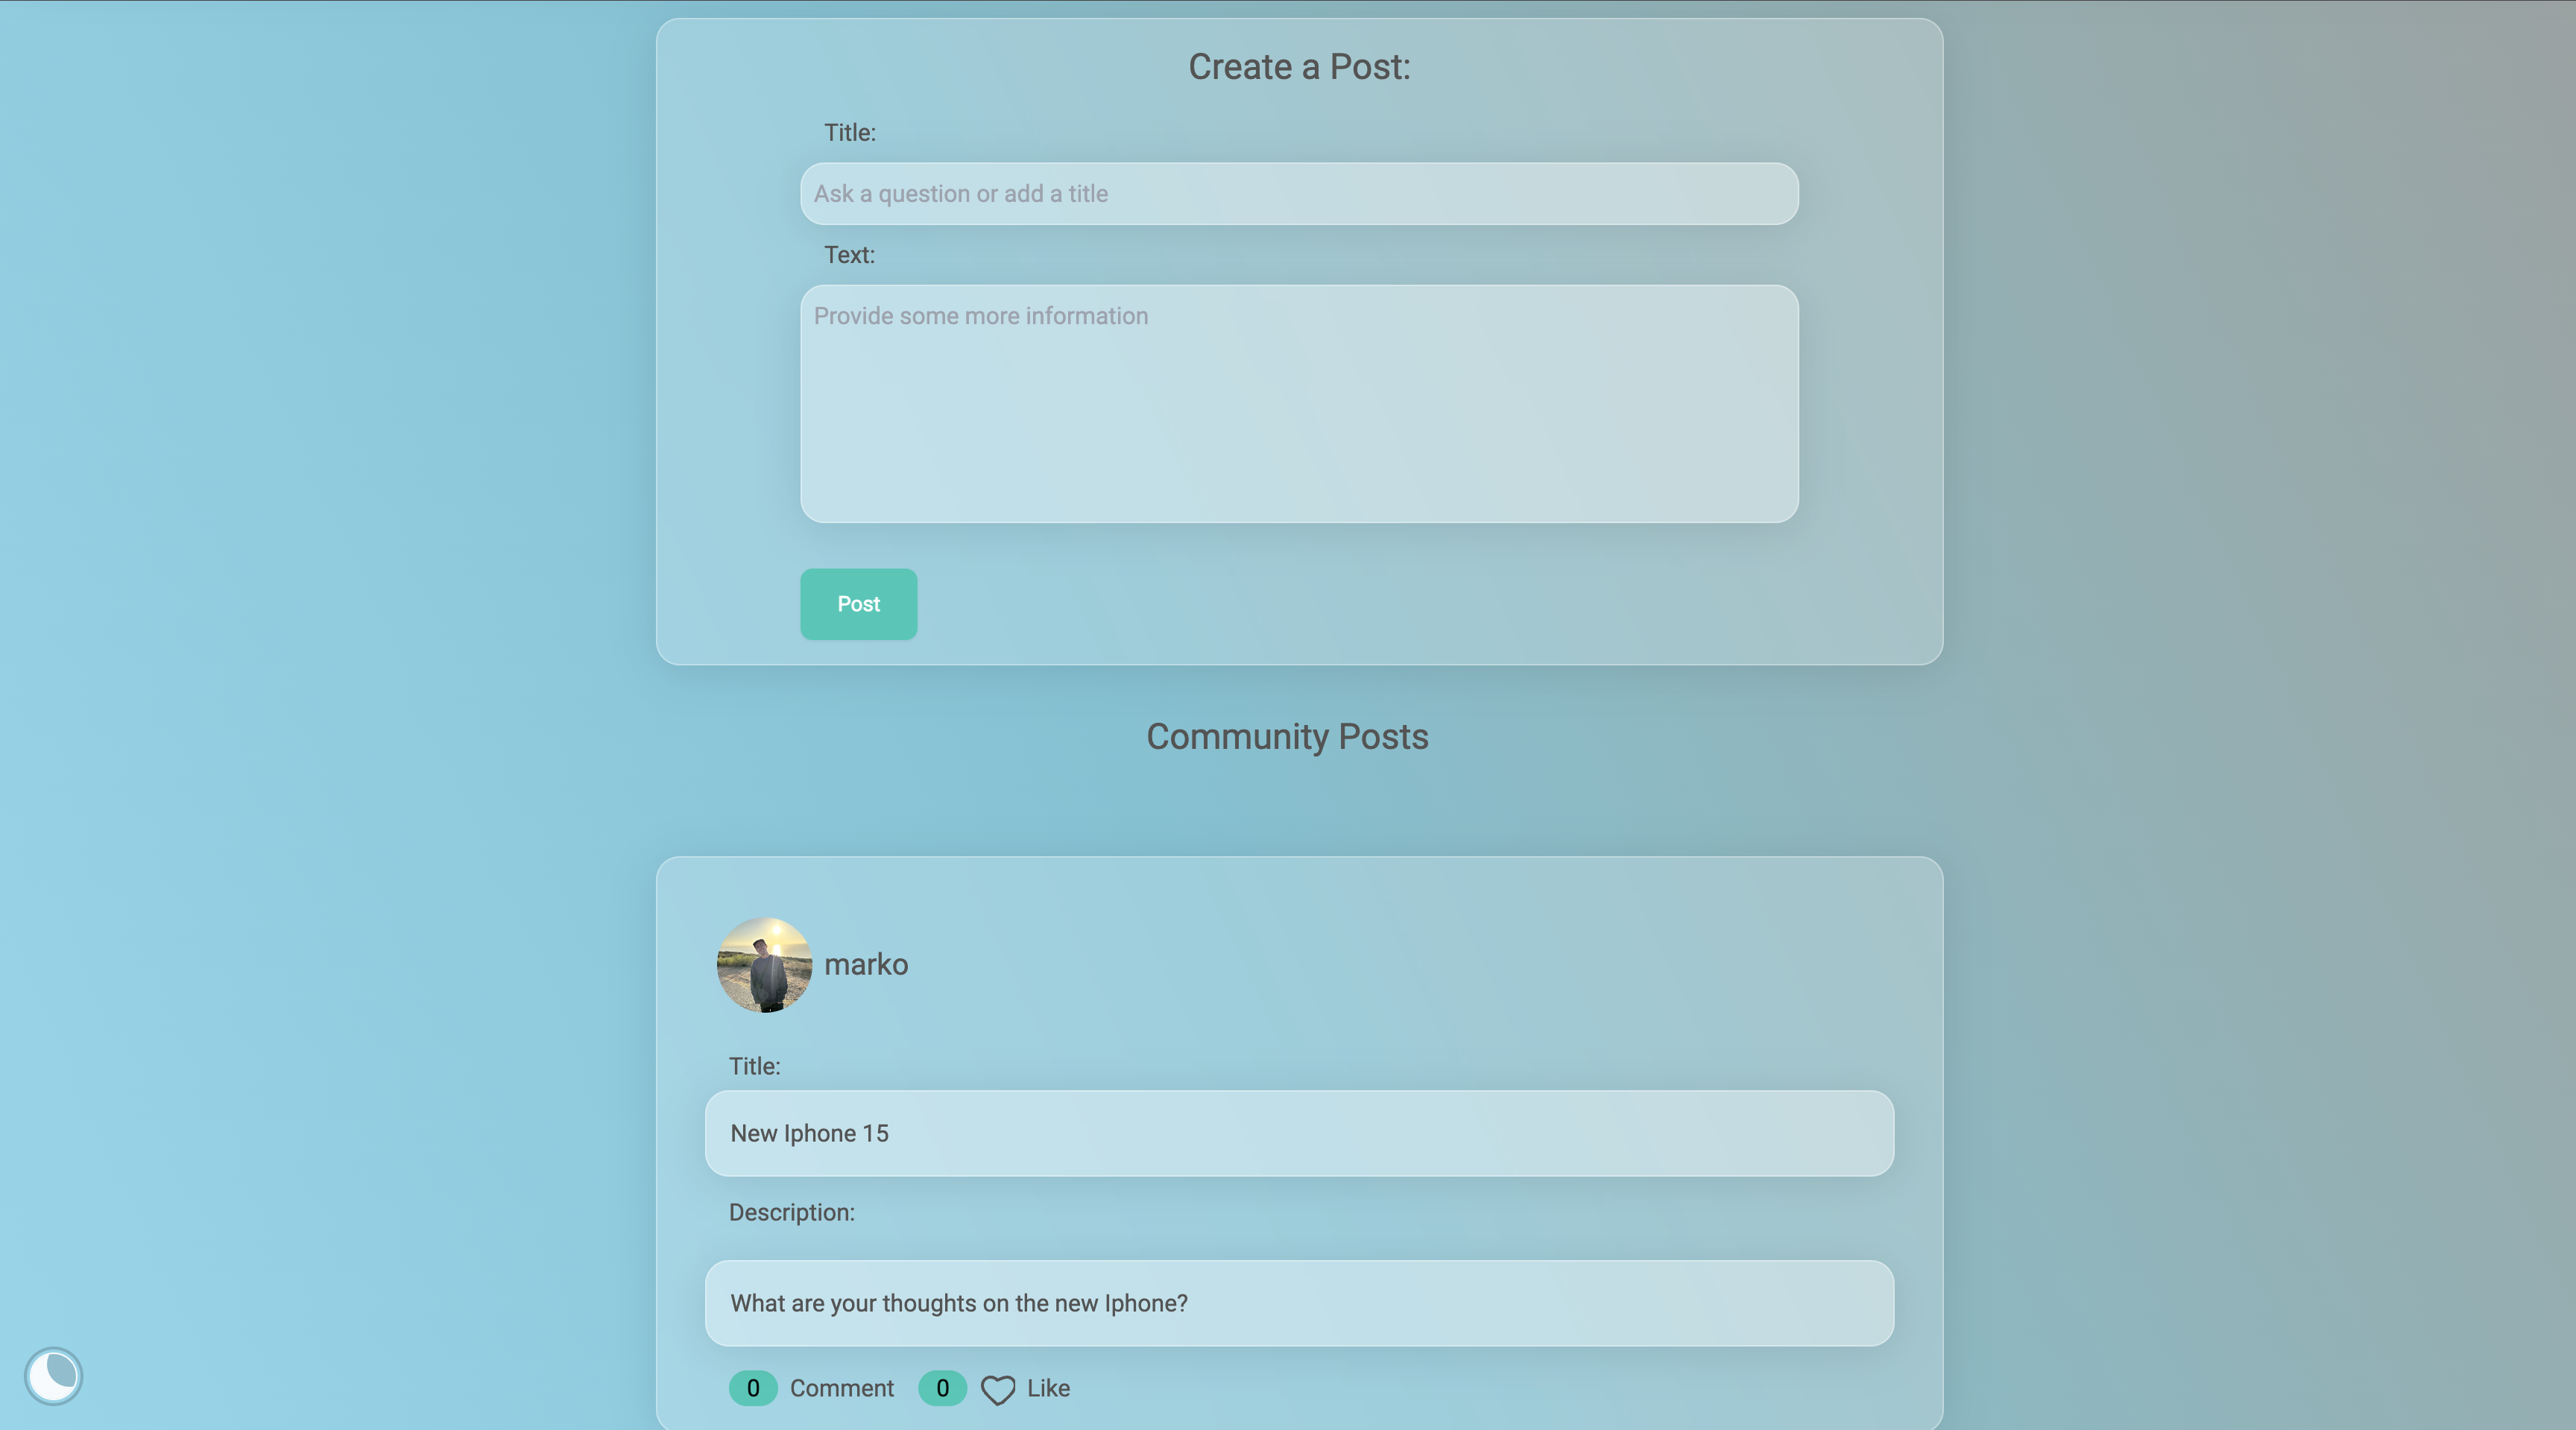 Create a Post:
Title:
Ask a question or add a title
Text:
Provide some more information
Post
Community Posts
marko
Title:
New Iphone 15
Description:
What are your thoughts on the new Iphone?
0 Comment 0 Like